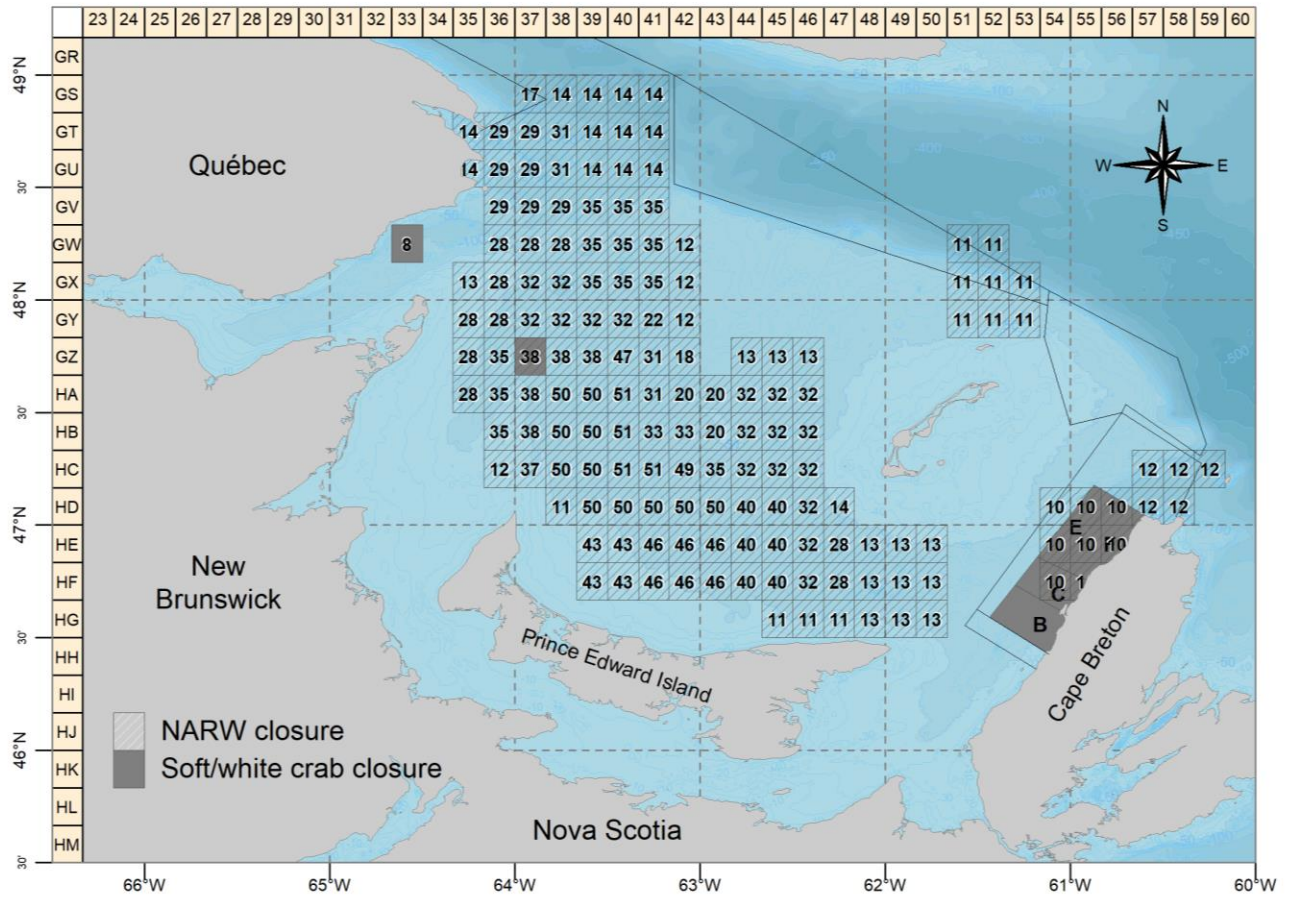 23 24 25 26 27 28 29 30 31 32 33 34 35 36 37 38 39 40 41 42 43 44 45 46 47 48 49 50 51 52 53 54 55 56 57 58 59 60
GR
49°N
GS 17 14 14 14 14
GT 14 29 29 31 14 14 14
Québec
N
W E
S
GU 14 29 29 31 14 14 14
30'
GV 29 29 29 35 35 35
GW 8 28 28 28 35 35 35 12 11 11
GX 13 28 32 32 35 35 35 12 11 11 11
48°N
GY 28 28 32 32 32 32 22 12 11 11 11
GZ 28 35 38 38 38 47 31 18 13 13 13
HA 28 35 38 50 50 51 31 20 20 32 32 32
30'
HB 35 38 50 50 51 33 33 20 32 32 32
HC 12 37 50 50 51 51 49 35 32 32 32 12 12 12
HD 11 50 50 50 50 50 40 40 32 14 10 10 10 12 12
47°N
E
HE 43 43 46 46 46 40 40 32 28 13 13 13 10 10 10
New
Brunswick
HF 43 43 46 46 46 40 40 32 28 13 13 13 10 1
C
HG 11 11 11 13 13 13
B
30'
HH
Prince Edward Island
Cape Breton
HI
HJ
NARW closure
46°N
HK
Soft/white crab closure
HL
HM
Nova Scotia
30'
66°W 65°W 64°W 63°W 62°W 61°W 60°W